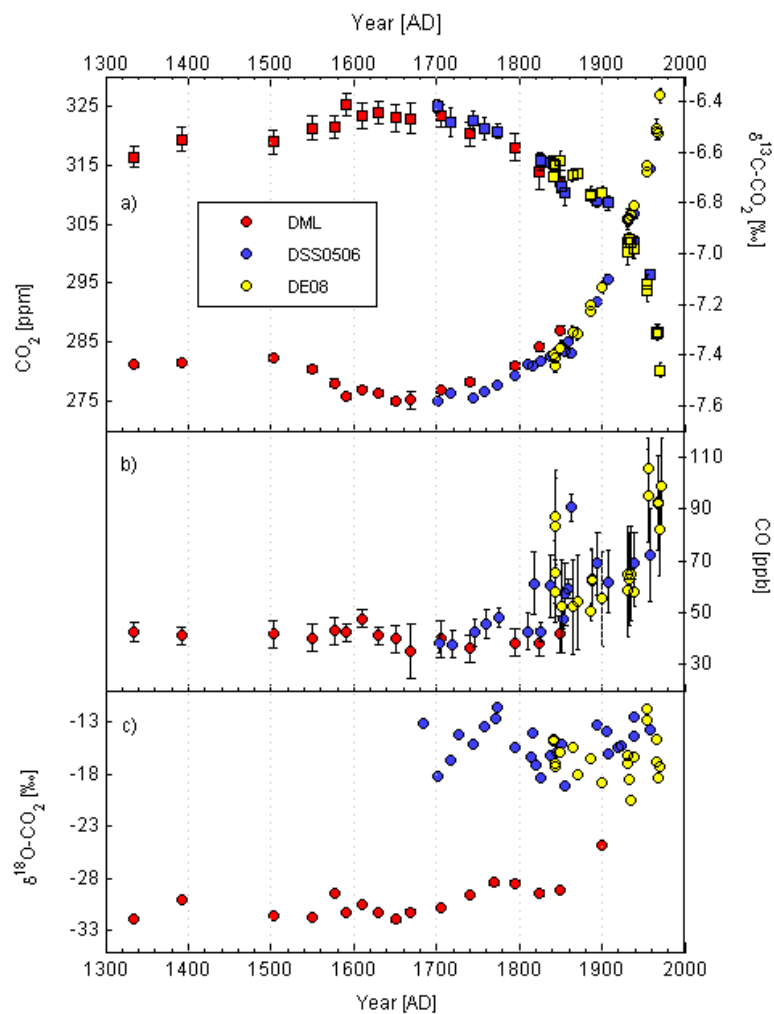 Year [AD]
1300 1400 1500 1600 1700 1800 1900 2000
325
315
305
295
285
275
CO2 [ppm]
-6.4
-6.6
-6.8
-7.0
-7.2
-7.4
-7.6
δ13C-CO2 [‰]
a)
DML
DSS0506
DE08
b)
110
90
70
50
30
CO [ppb]
c)
-13
-18
-23
-28
-33
δ18O-CO2 [‰]
1300 1400 1500 1600 1700 1800 1900 2000
Year [AD]